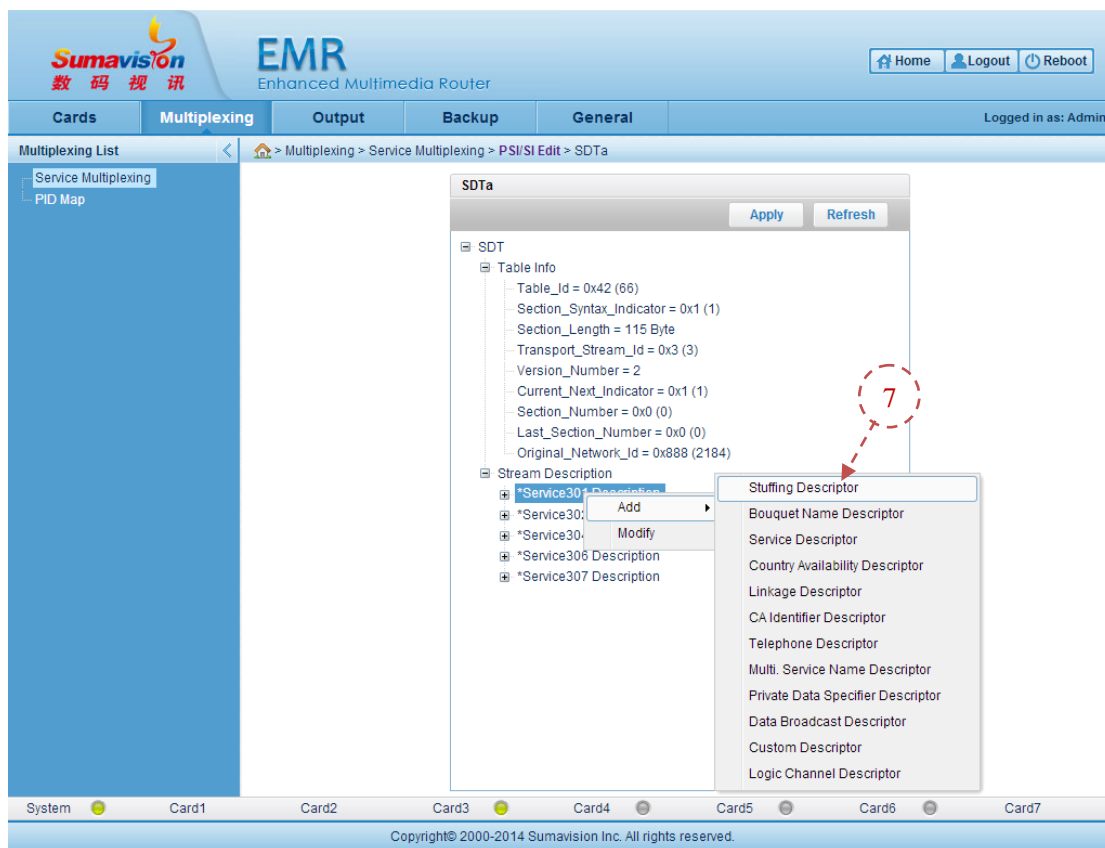 Sumavision
数 码 视 讯
EMR
Enhanced Multimedia Router
Home
Logout
Reboot
Cards
Multiplexing
Output
Backup
General
Logged in as: Admin
Multiplexing List
> Multiplexing > Service Multiplexing > PSI/SI Edit > SDTa
Service Multiplexing
PID Map
SDTa
Apply
Refresh
SDT
Table Info
Table_Id = 0x42 (66)
Section_Syntax_Indicator = 0x1 (1)
Section_Length = 115 Byte
Transport_Stream_Id = 0x3 (3)
Version_Number = 2
Current_Next_Indicator = 0x1 (1)
Section_Number = 0x0 (0)
Last_Section_Number = 0x0 (0)
Original_Network_Id = 0x888 (2184)
7
Stream Description
*Service301 Description
*Service302
*Service304
*Service306 Description
*Service307 Description
Add
Modify
Stuffing Descriptor
Bouquet Name Descriptor
Service Descriptor
Country Availability Descriptor
Linkage Descriptor
CA Identifier Descriptor
Telephone Descriptor
Multi. Service Name Descriptor
Private Data Specifier Descriptor
Data Broadcast Descriptor
Custom Descriptor
Logic Channel Descriptor
System
Card1
Card2
Card3
Card4
Card5
Card6
Card7
Copyright© 2000-2014 Sumavision Inc. All rights reserved.